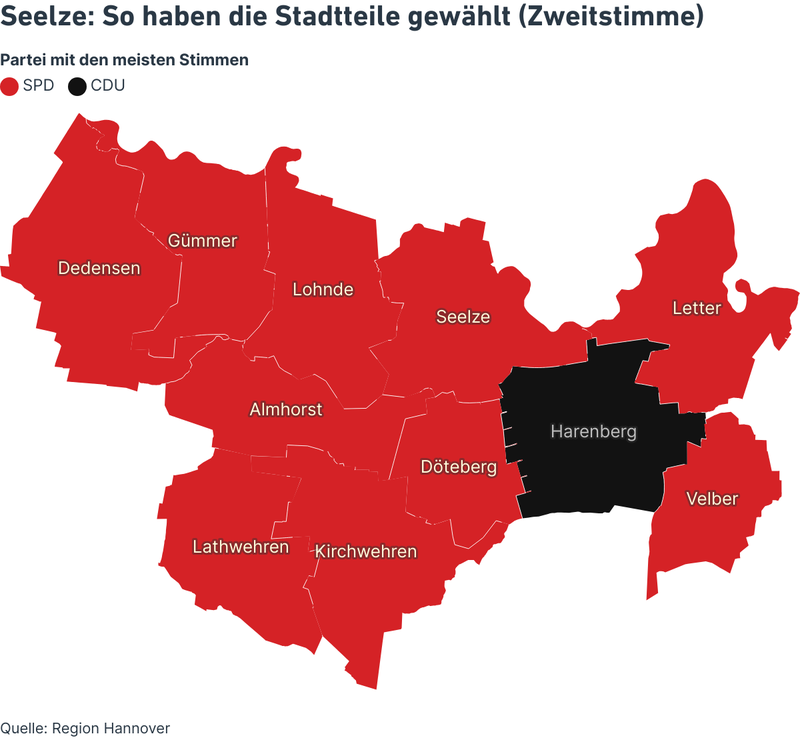 Seelze: So haben die Stadtteile gewählt (Zweitstimme)
Partei mit den meisten Stimmen
SPD CDU
Gümmer
Dedensen
Lohnde
Letter
Seelze
Almhorst
Harenberg
Döteberg
Velber
Lathwehren
Kirchwehren
Quelle: Region Hannover